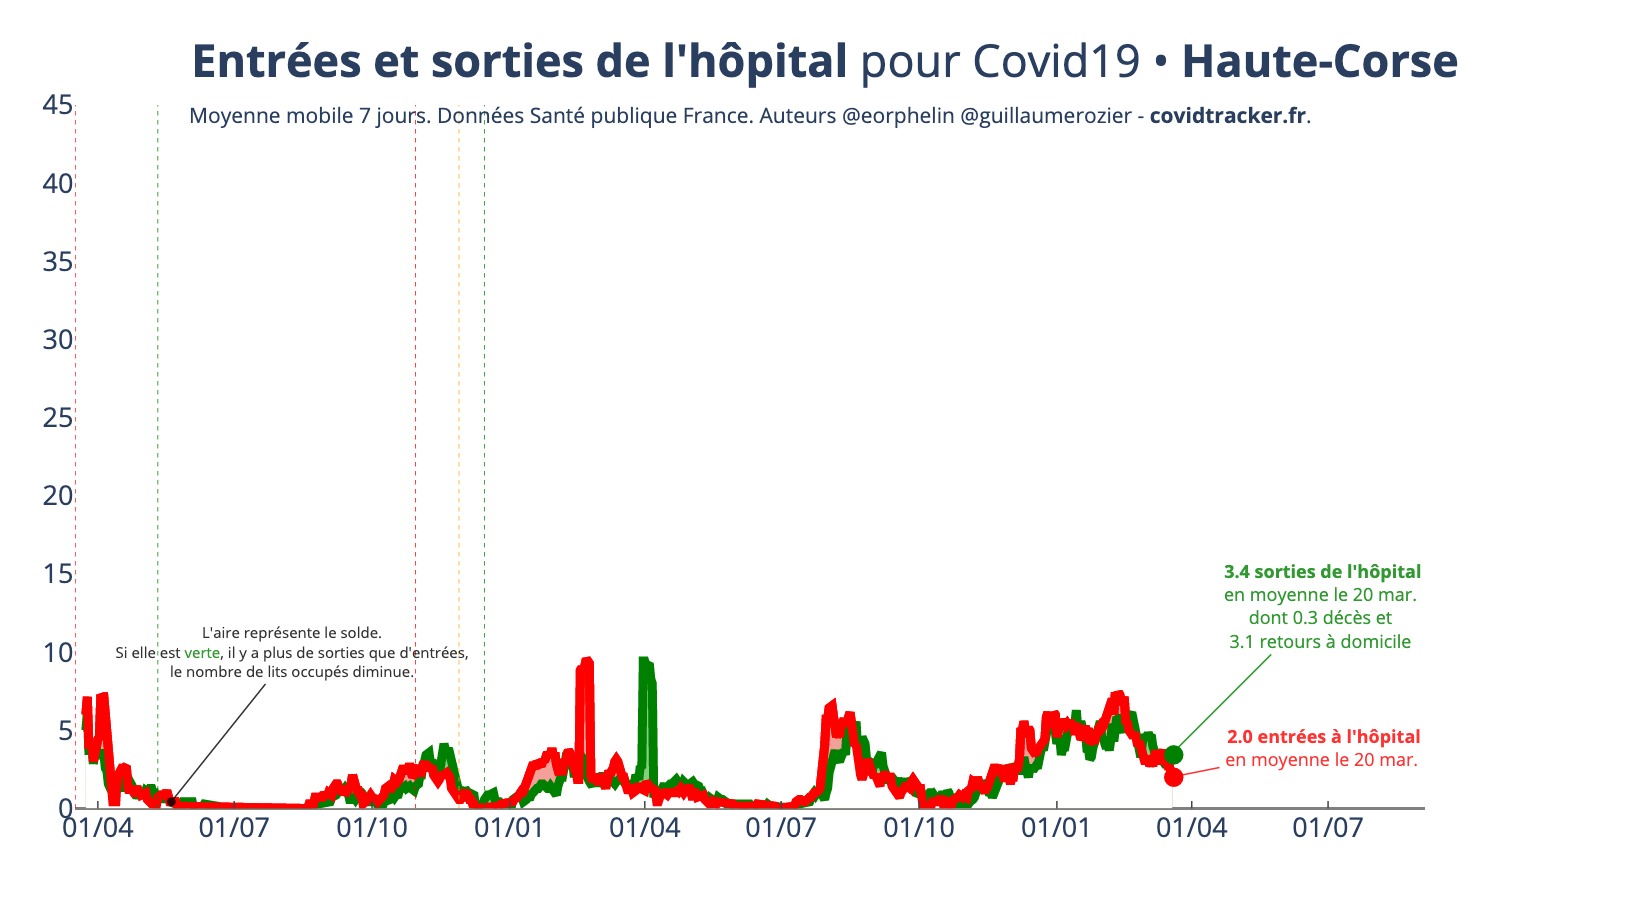 Entrées et sorties de l'hôpital pour Covid19 • Haute-Corse
Moyenne mobile 7 jours. Données Santé publique France. Auteurs @eorphelin @guillaumerozier - covidtracker.fr.
45
40
35
30
25
20
15
10
5
0
3.4 sorties de l'hôpital
en moyenne le 20 mar.
dont 0.3 décès et
3.1 retours à domicile
L'aire représente le solde.
Si elle est verte, il y a plus de sorties que d'entrées,
le nombre de lits occupés diminue.
2.0 entrées à l'hôpital
en moyenne le 20 mar.
01/04 01/07 01/10 01/01 01/04 01/07 01/10 01/01 01/04 01/07